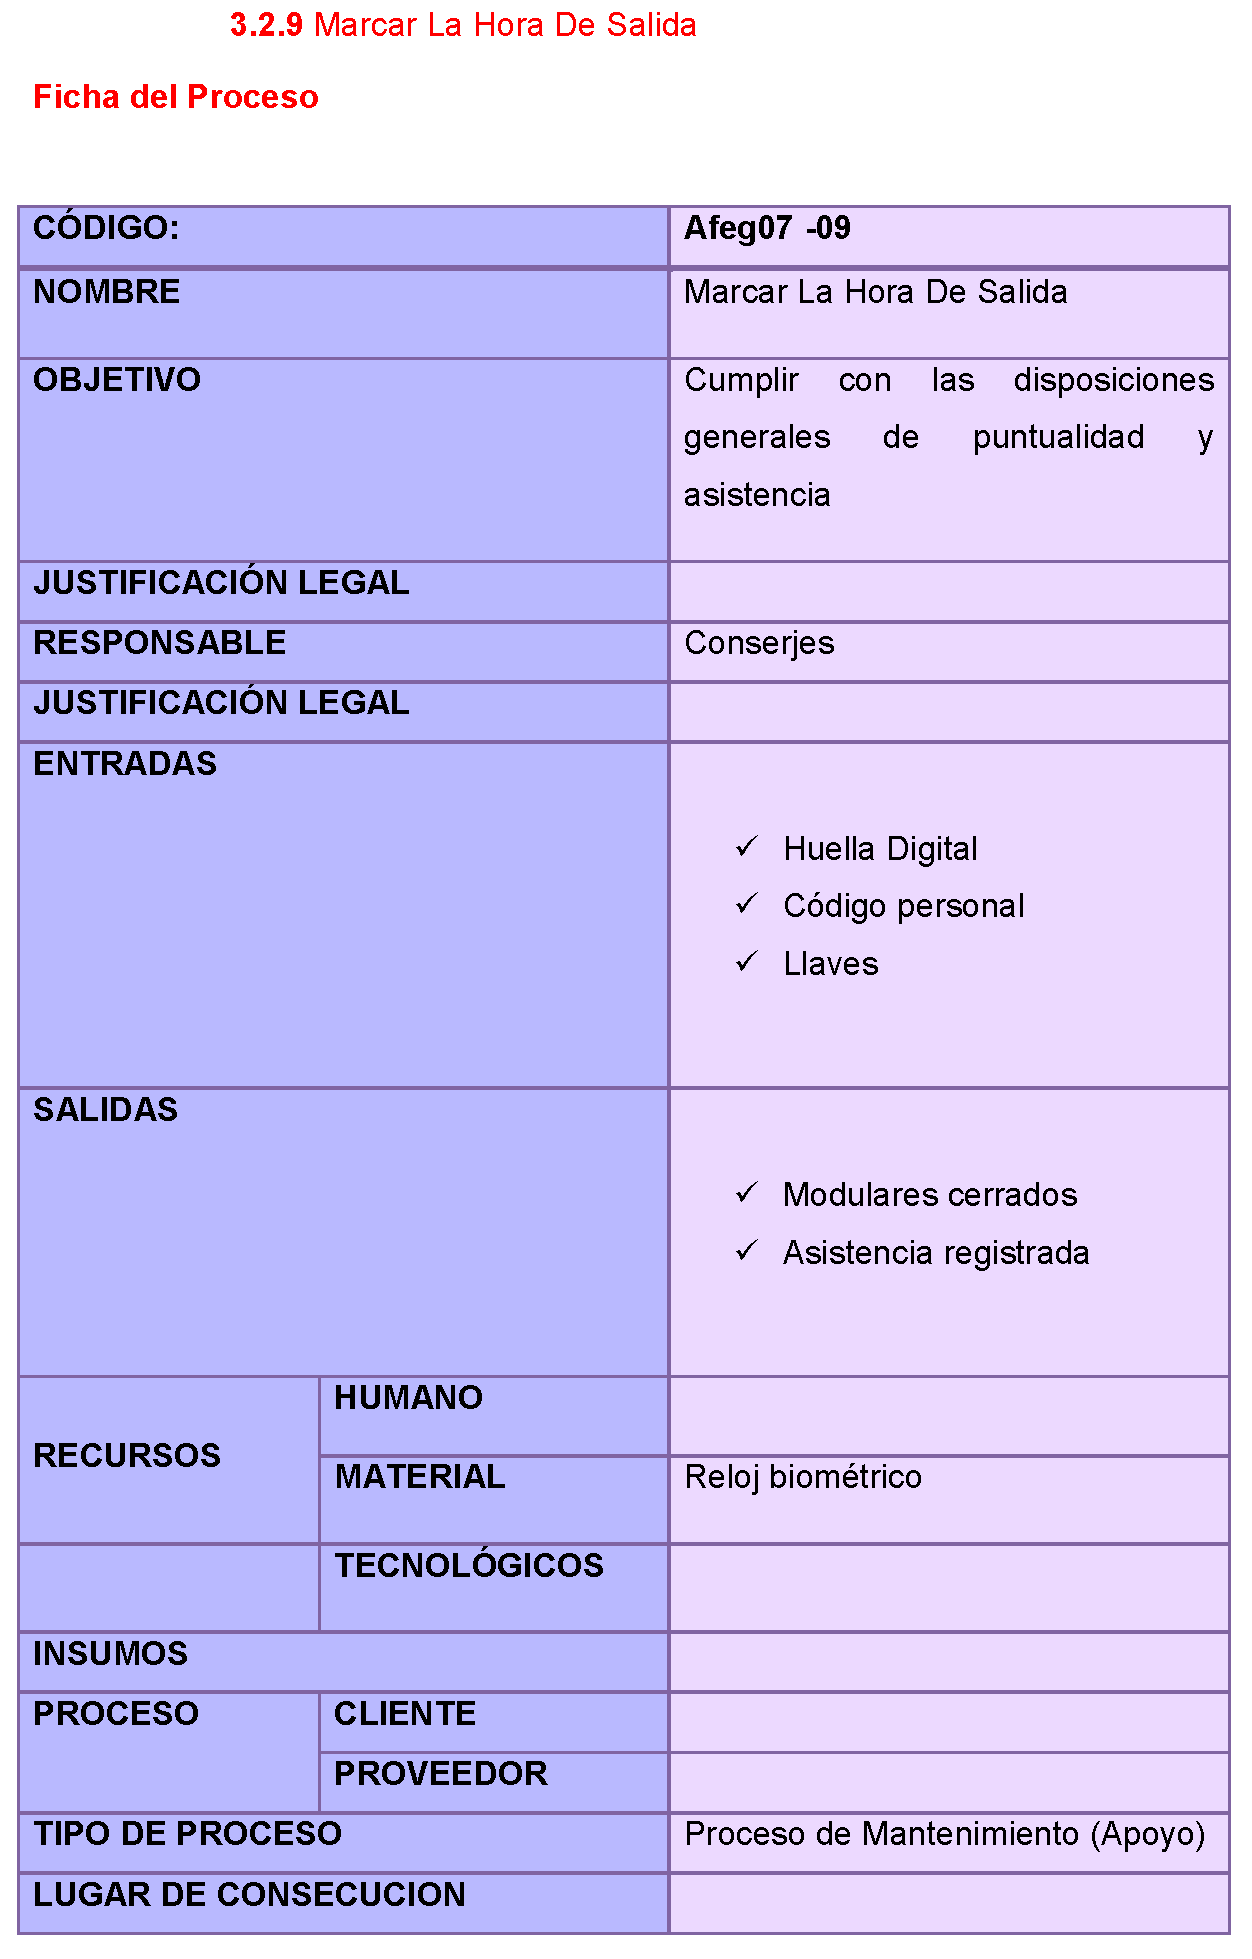 3.2.9 Marcar La Hora De Salida
Ficha del Proceso
CÓDIGO: Afeg07 -09
NOMBRE Marcar La Hora De Salida
OBJETIVO Cumplir con las disposiciones
generales de puntualidad y
asistencia
JUSTIFICACIÓN LEGAL
RESPONSABLE Conserjes
JUSTIFICACIÓN LEGAL
ENTRADAS
✓ Huella Digital
✓ Código personal
✓ Llaves
SALIDAS
✓ Modulares cerrados
✓ Asistencia registrada
RECURSOS
HUMANO
MATERIAL Reloj biométrico
TECNOLÓGICOS
INSUMOS
PROCESO CLIENTE
PROVEEDOR
TIPO DE PROCESO Proceso de Mantenimiento (Apoyo)
LUGAR DE CONSECUCION